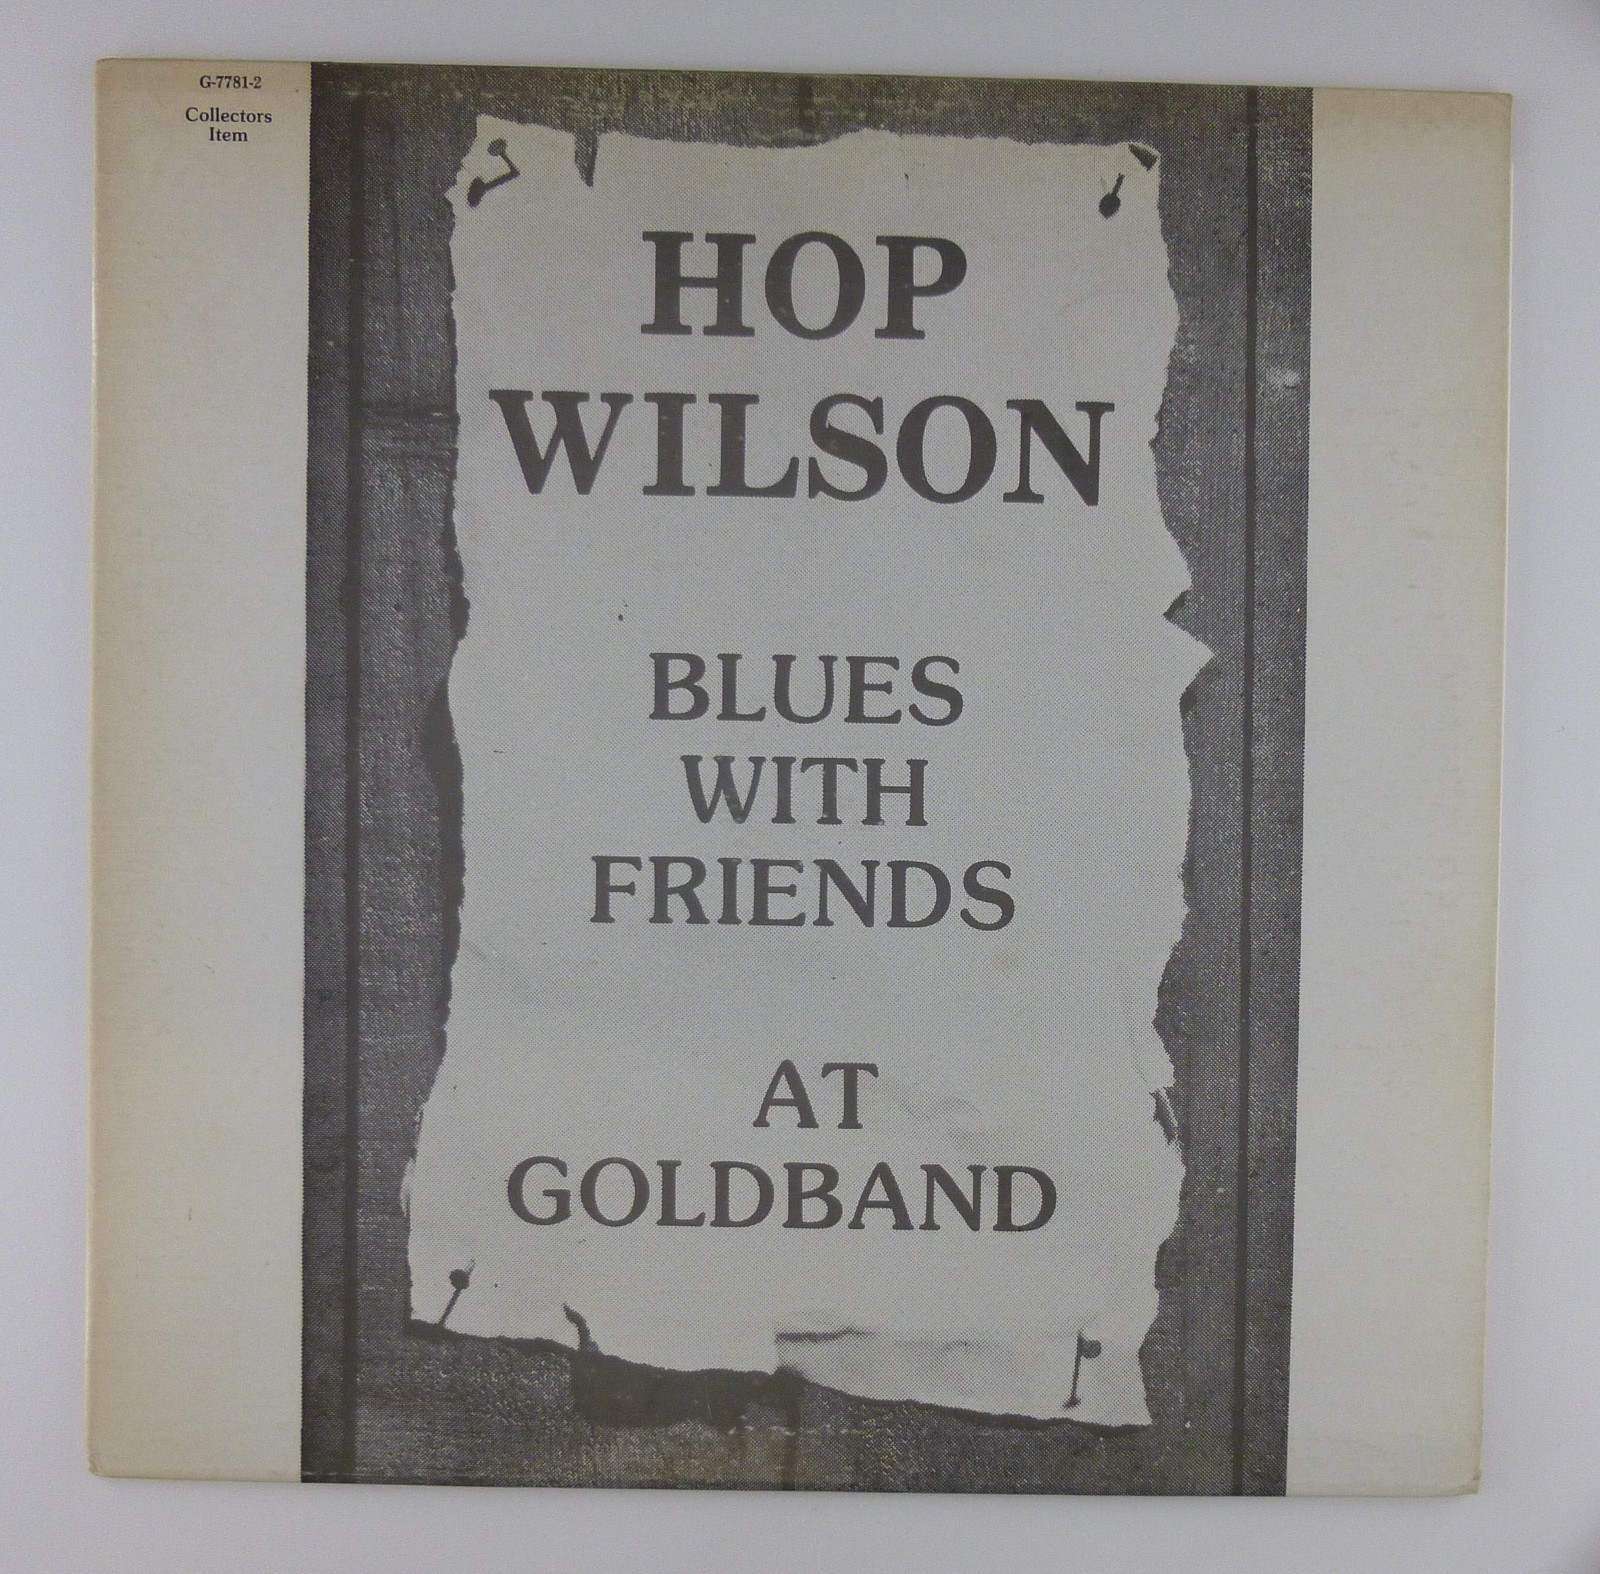 G-7781-2
Collectors
Item
HOP
WILSON
BLUES
WITH
FRIENDS
AT
GOLDBAND